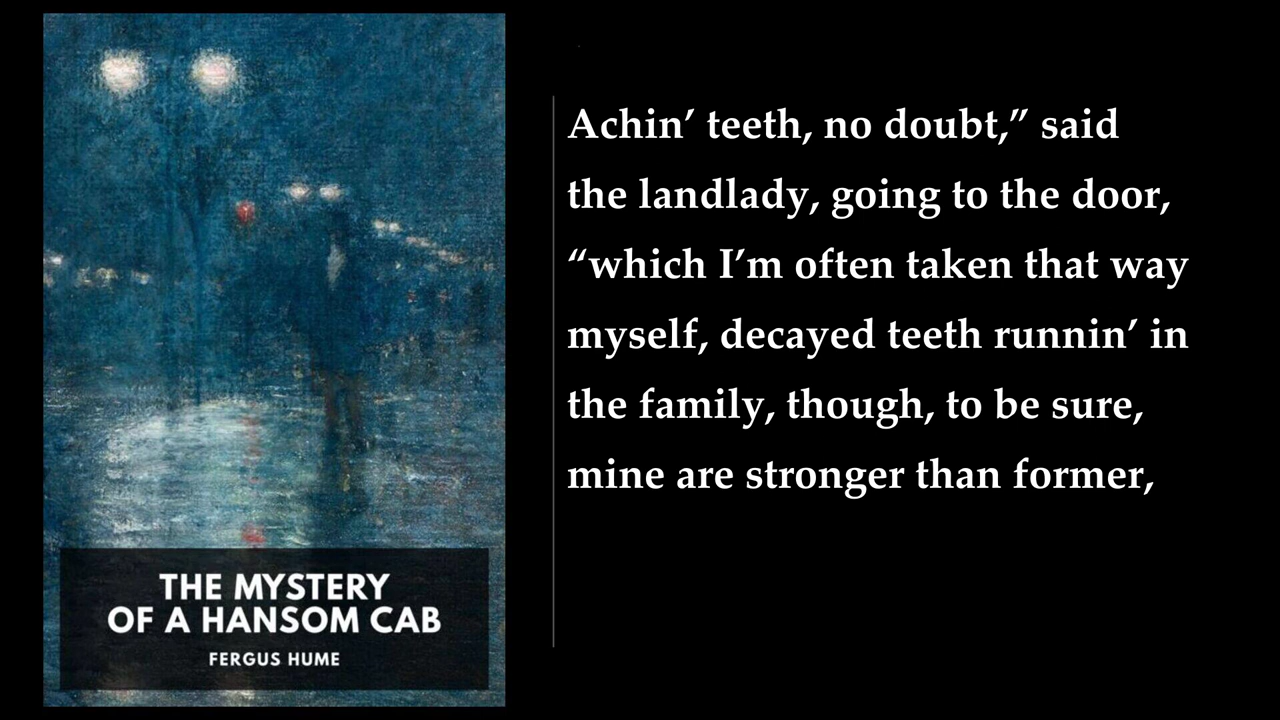 THE MYSTERY
OF A HANSOM CAB
FERGUS HUME
Achin’ teeth, no doubt,” said
the landlady, going to the door,
“which I’m often taken that way
myself, decayed teeth runnin’ in
the family, though, to be sure,
mine are stronger than former,